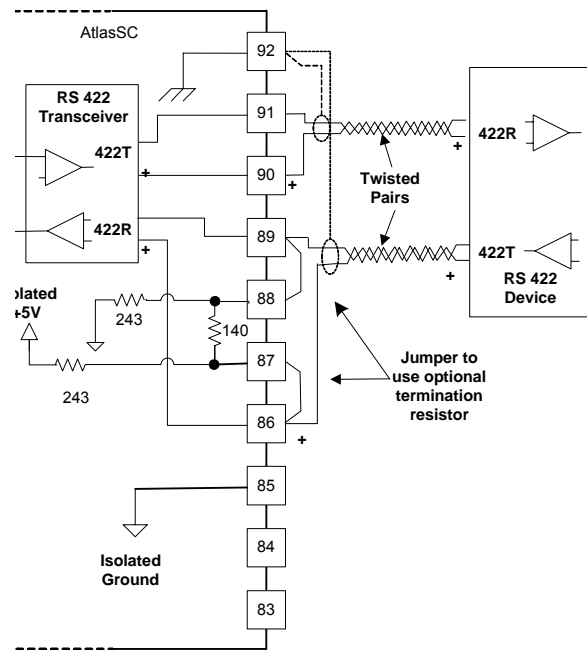 AtlasSC
92
RS 422
Transceiver
91
422T
+
90
+
422R
+
89
88
243
140
olated
+5V
87
243
86
+
85
Isolated
Ground
84
83
+
422R
Twisted
Pairs
422T
+
RS 422
Device
Jumper to
use optional
termination
resistor